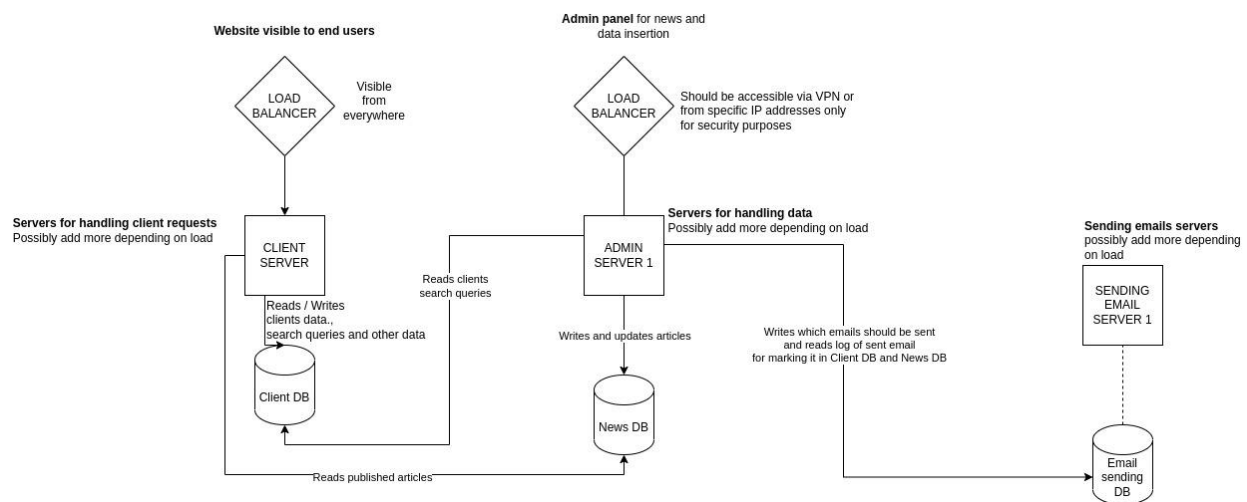 Website visible to end users
LOAD
BALANCER
Visible
from
everywhere
Admin panel for news and
data insertion
LOAD
BALANCER
Should be accessible via VPN or
from specific IP addresses only
for security purposes
Servers for handling client requests
Possibly add more depending on load
CLIENT
SERVER
Reads / Writes
clients data.,
search queries and other data
Client DB
Reads clients
search queries
Servers for handling data
Possibly add more depending on load
ADMIN
SERVER 1
Writes and updates articles
News DB
Reads published articles
Writes which emails should be sent
and reads log of sent email
for marking it in Client DB and News DB
Sending emails servers
possibly add more depending
on load
SENDING
EMAIL
SERVER 1
Email
sending
DB